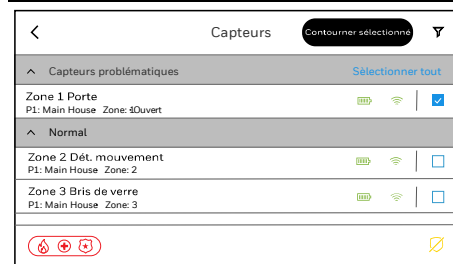 Capteurs
Contourner sélectionné
Capteurs problématiques
Sélectionner tout
Zone 1 Porte
P1: Main House Zone: 1Ouvert
Normal
Zone 2 Dét. mouvement
P1: Main House Zone: 2
Zone 3 Bris de verre
P1: Main House Zone: 3